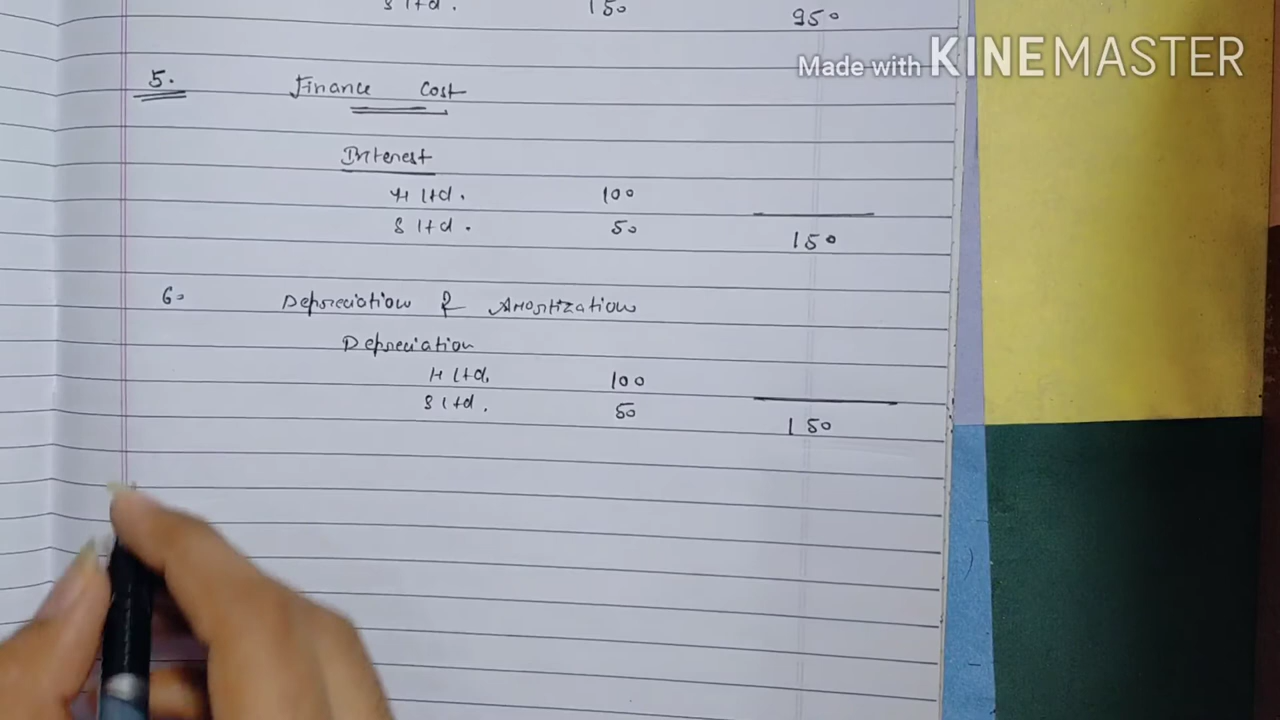 S ltd. 150 950
Made with KINEMASTER
5. Finance Cost
Interest
H ltd. 100
S ltd. 50 150
6. Depreciation & Amortization
Depreciation
H ltd. 100
S ltd. 50 150